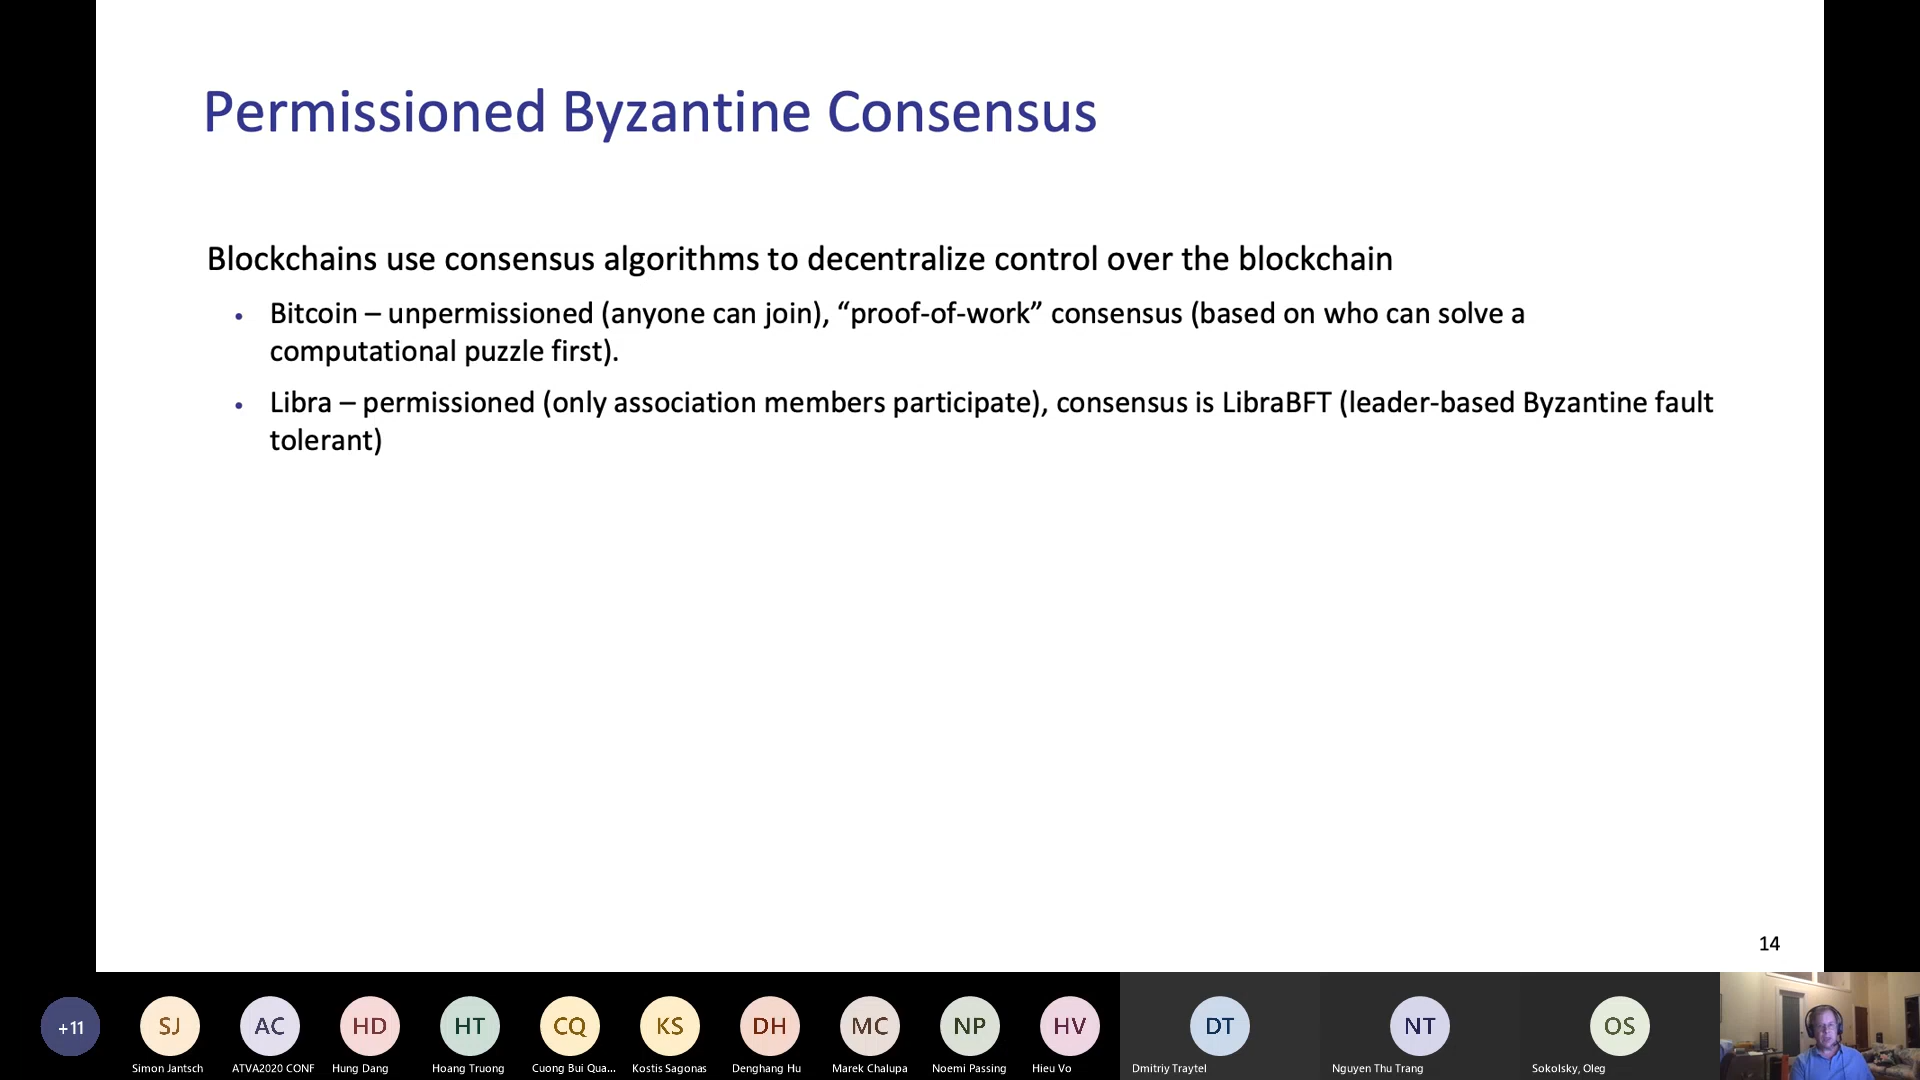 Permissioned Byzantine Consensus
Blockchains use consensus algorithms to decentralize control over the blockchain
• Bitcoin – unpermissioned (anyone can join), “proof-of-work” consensus (based on who can solve a
computational puzzle first).
• Libra – permissioned (only association members participate), consensus is LibraBFT (leader-based Byzantine fault
tolerant)
14
+11 SJ AC HD HT CQ KS DH MC NP HV DT NT OS
Simon Jantsch ATVA2020 CONF Hung Dang Hoang Truong Cuong Bui Qua... Kostis Sagonas Denghang Hu Marek Chalupa Noemi Passing Hieu Vo Dmitriy Traytel Nguyen Thu Trang Sokolsky, Oleg